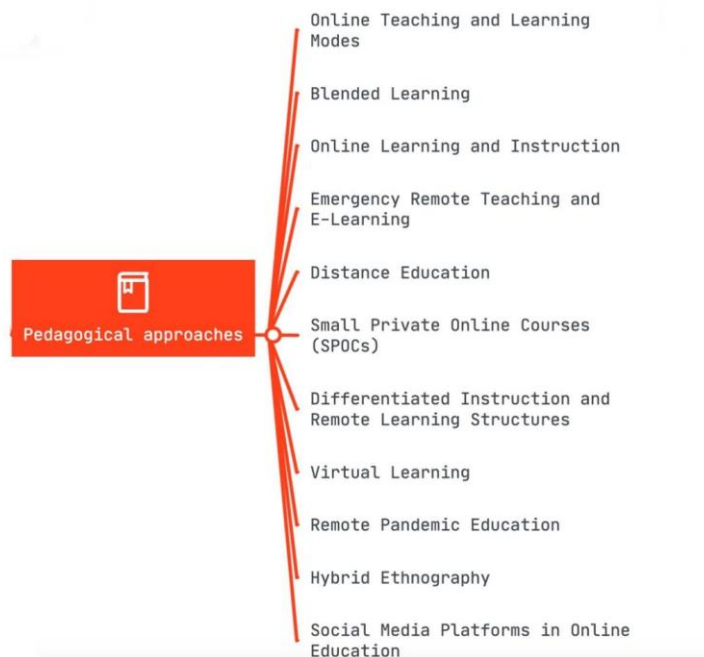 Online Teaching and Learning
Modes
Blended Learning
Online Learning and Instruction
Emergency Remote Teaching and
E-Learning
Distance Education
Pedagogical approaches
Small Private Online Courses
(SPOCs)
Differentiated Instruction and
Remote Learning Structures
Virtual Learning
Remote Pandemic Education
Hybrid Ethnography
Social Media Platforms in Online
Education